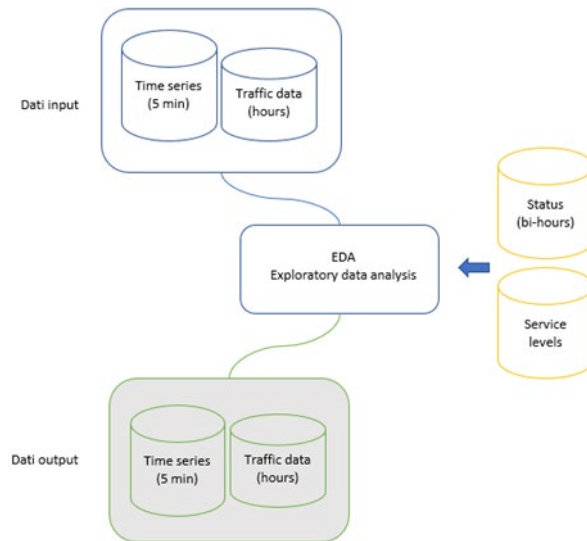 Dati input
Time series
(5 min)
Traffic data
(hours)
Status
(bi-hours)
EDA
Exploratory data analysis
Service
levels
Dati output
Time series
(5 min)
Traffic data
(hours)